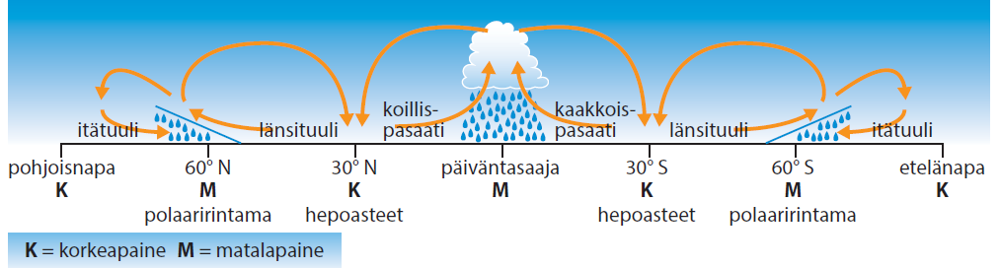 koillis-
pasaati
kaakkois-
pasaati
itätuuli
länsituuli
länsituuli
itätuuli
pohjoisnapa
60° N
30° N
päiväntasaaja
30° S
60° S
etelänapa
K
M
K
M
K
M
K
polaaririntama
hepoasteet
hepoasteet
polaaririntama
K = korkeapaine M = matalapaine